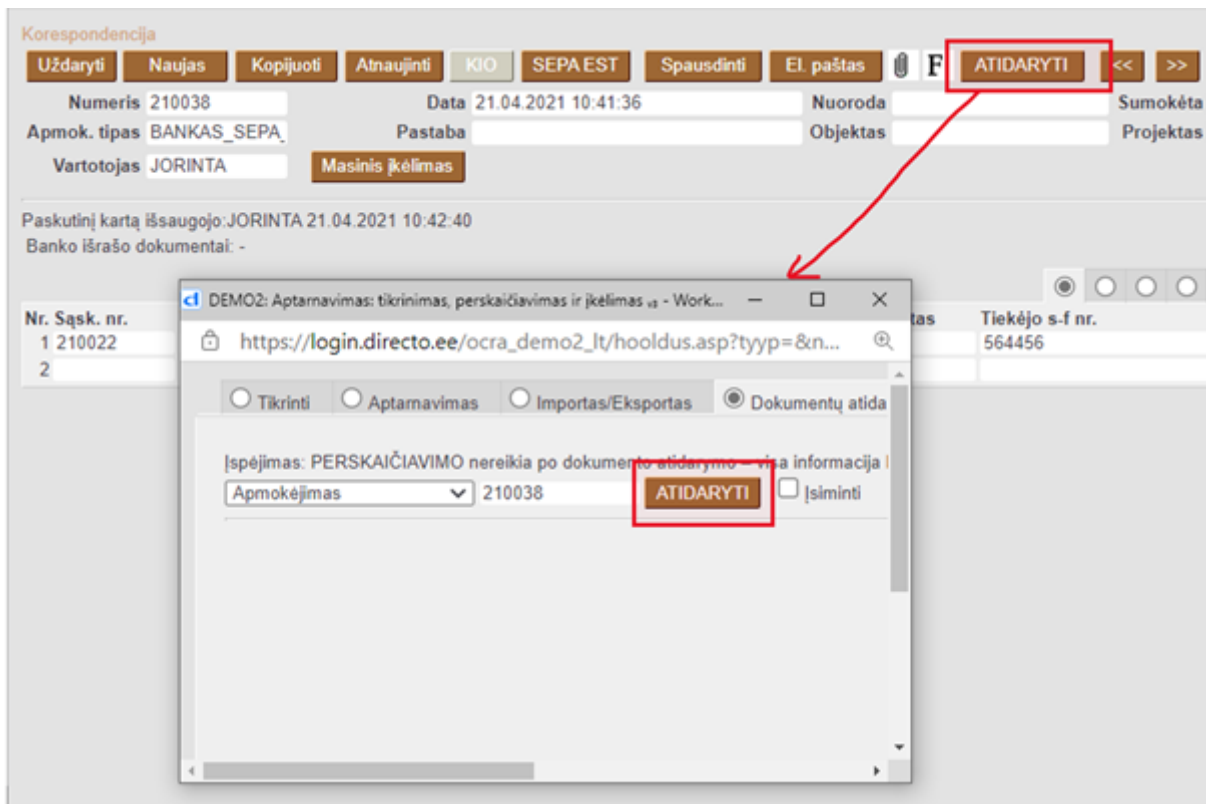 Korespondencija
Uždaryti Naujas Kopijuoti Atnaujinti KIO SEPA EST Spausdinti El. paštas F ATIDARYTI << >>
Numeris 210038 Data 21.04.2021 10:41:36 Nuoroda Sumokėta
Apmok. tipas BANKAS_SEPA_ Pastaba Objektas Projektas
Vartotojas JORINTA Masinis įkėlimas
Paskutinį kartą išsaugojo:JORINTA 21.04.2021 10:42:40
Banko išrašo dokumentai: -
DEMO2: Aptarnavimas: tikrinimas, perskaičiavimas ir įkėlimas - Work...
Nr. Sąsk. nr. tas Tiekėjo s-f nr.
1 210022 564456
2
https://login.directo.ee/ocra_demo2_lt/hooldus.asp?tyyp=&n...
Tikrinti Aptarnavimas Importas/Eksportas Dokumentų atida
Įspėjimas: PERSKAIČIAVIMO nereikia po dokumento atidarymo – visa informacija
Apmokėjimas 210038 ATIDARYTI Įsiminti